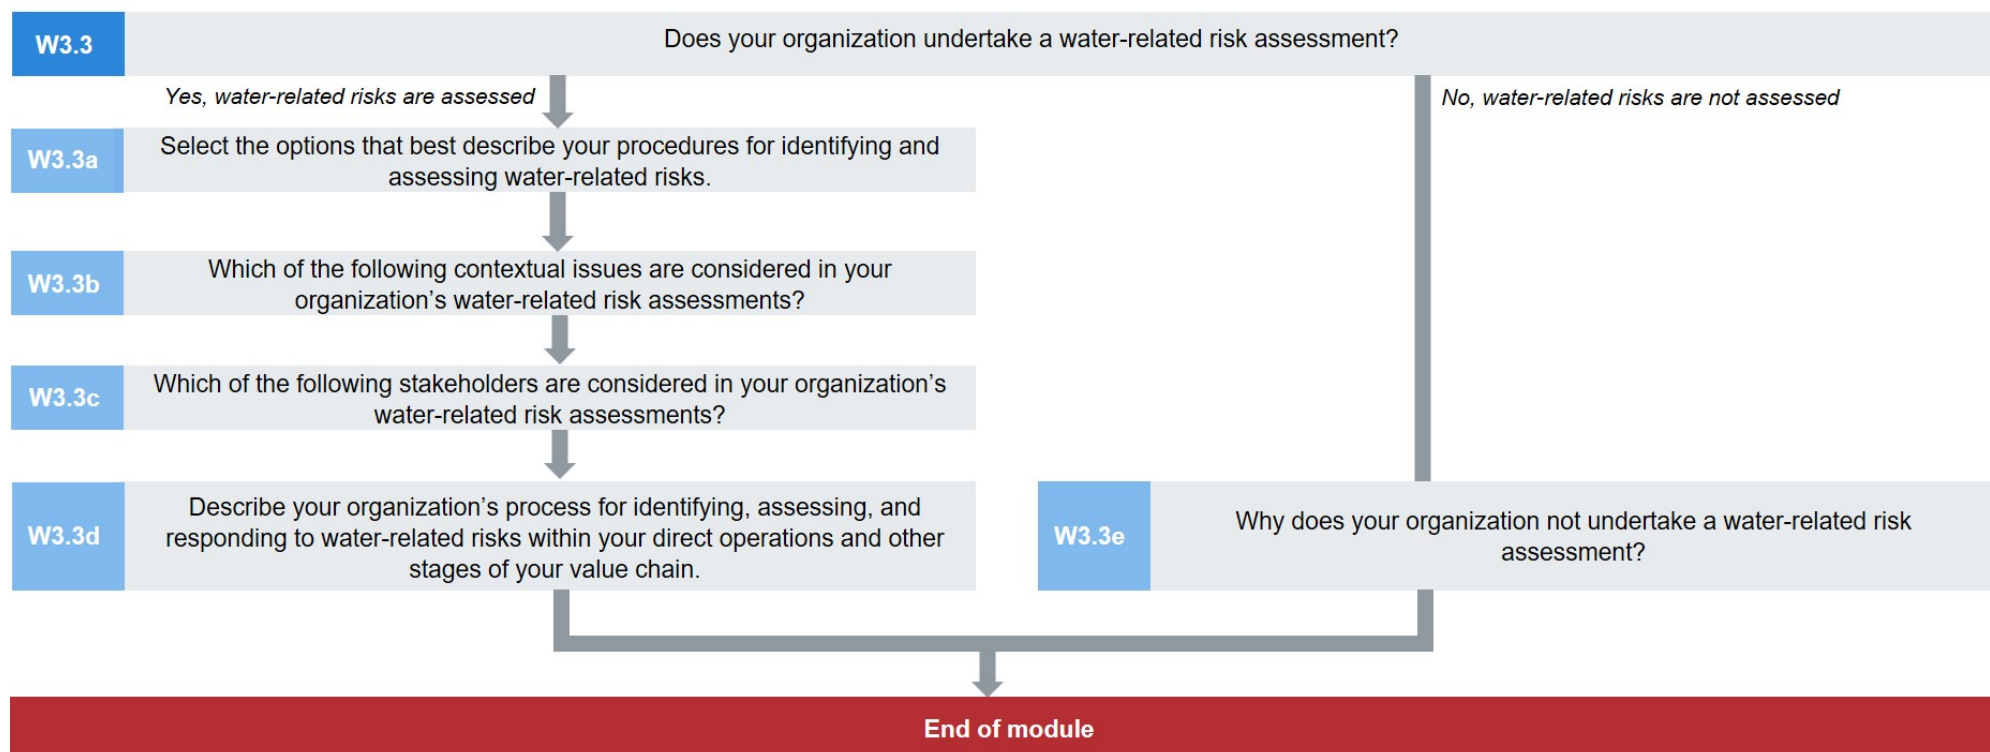 W3.3
Does your organization undertake a water-related risk assessment?
Yes, water-related risks are assessed
No, water-related risks are not assessed
W3.3a
Select the options that best describe your procedures for identifying and
assessing water-related risks.
W3.3b
Which of the following contextual issues are considered in your
organization’s water-related risk assessments?
W3.3c
Which of the following stakeholders are considered in your organization’s
water-related risk assessments?
W3.3d
Describe your organization’s process for identifying, assessing, and
responding to water-related risks within your direct operations and other
stages of your value chain.
W3.3e
Why does your organization not undertake a water-related risk
assessment?
End of module